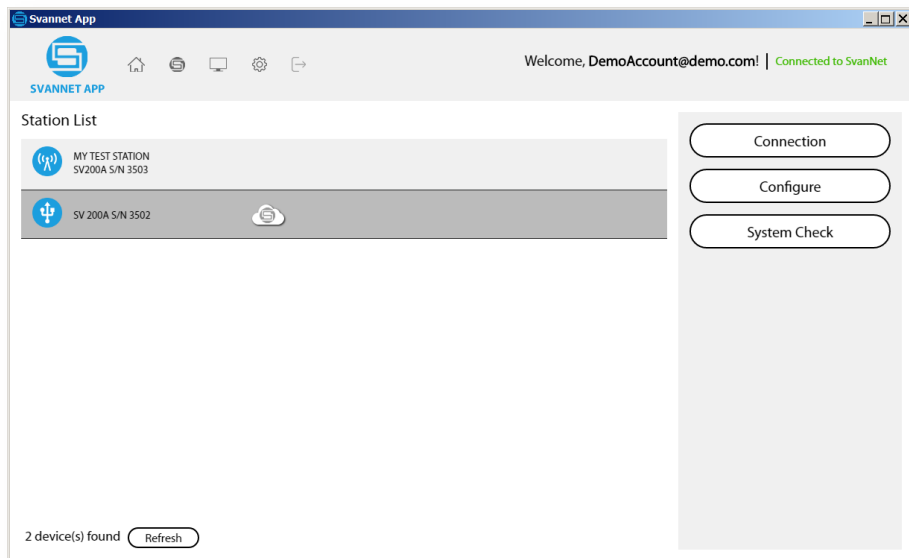 Svannet App
SVANNET APP
Welcome, DemoAccount@demo.com! | Connected to SvanNet
Station List
MY TEST STATION
SV200A S/N 3503
SV 200A S/N 3502
Connection
Configure
System Check
2 device(s) found
Refresh